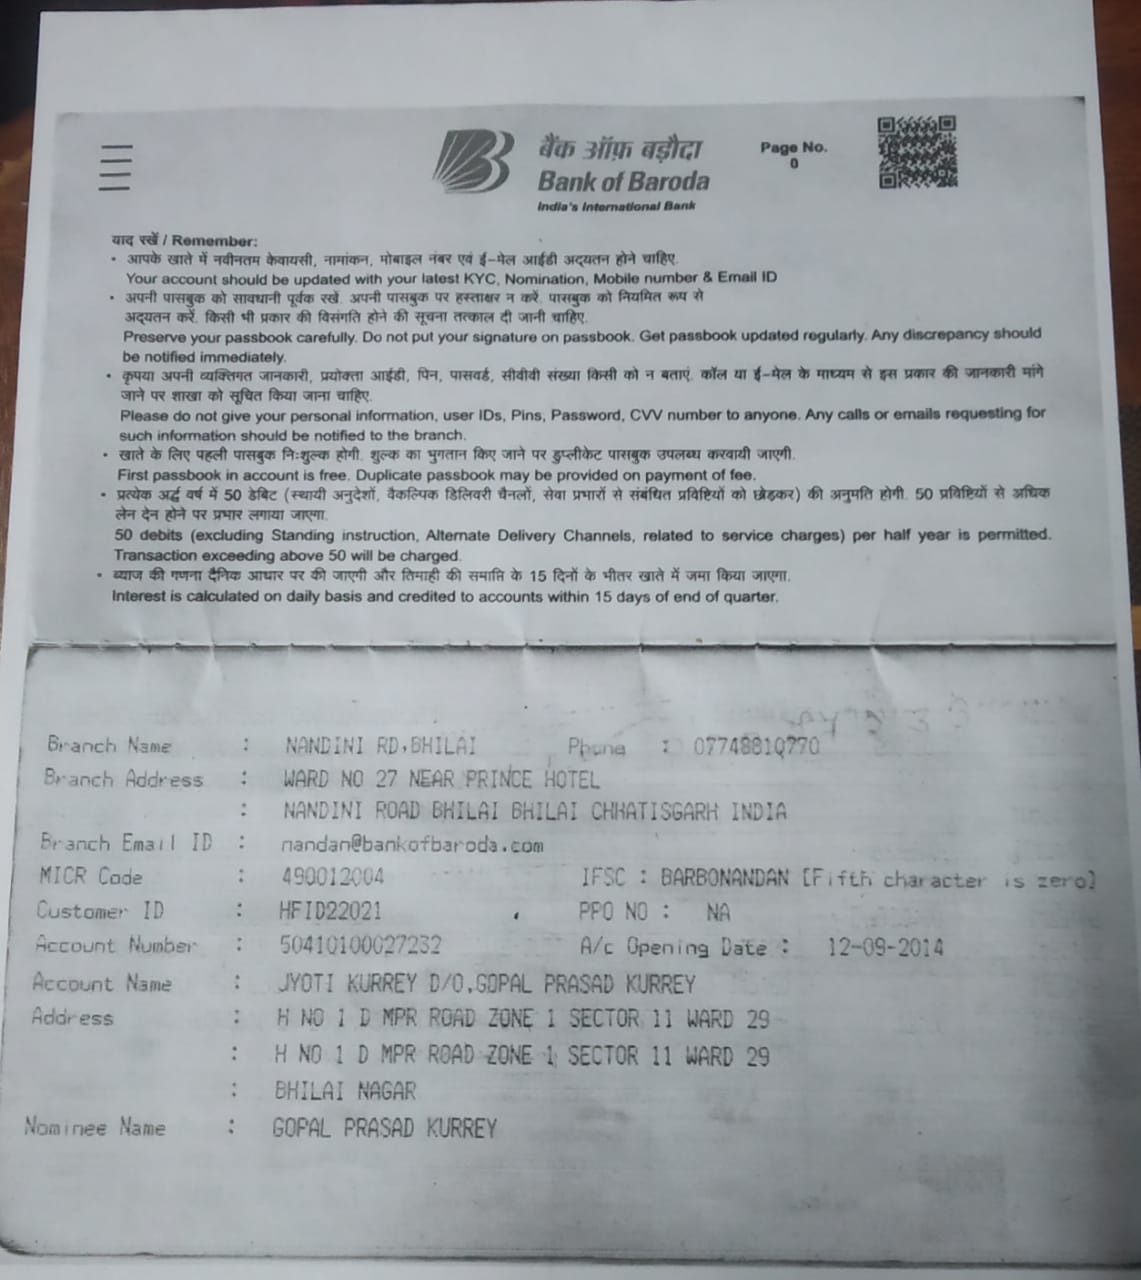 बैंक ऑफ़ बड़ौदा
Bank of Baroda
India's International Bank
Page No.
0
याद रखें / Remember:
• आपके खाते में नवीनतम केवायसी, नामांकन, मोबाइल नंबर एवं ई-मेल आईडी अद्यतन होने चाहिए.
Your account should be updated with your latest KYC, Nomination, Mobile number & Email ID
• अपनी पासबुक को सावधानी पूर्वक रखें. अपनी पासबुक पर हस्ताक्षर न करें. पासबुक को नियमित रूप से
अद्यतन करें. किसी भी प्रकार की विसंगति होने की सूचना तत्काल दी जानी चाहिए.
Preserve your passbook carefully. Do not put your signature on passbook. Get passbook updated regularly. Any discrepancy should
be notified immediately.
• कृपया अपनी व्यक्तिगत जानकारी, प्रयोक्ता आईडी, पिन, पासवर्ड, सीवीवी संख्या किसी को न बताएं. कॉल या ई-मेल के माध्यम से इस प्रकार की जानकारी मांगे
जाने पर शाखा को सूचित किया जाना चाहिए.
Please do not give your personal information, user IDs, Pins, Password, CVV number to anyone. Any calls or emails requesting for
such information should be notified to the branch.
• खाते के लिए पहली पासबुक निःशुल्क होगी. शुल्क का भुगतान किए जाने पर डुप्लीकेट पासबुक उपलब्ध करवायी जाएगी.
First passbook in account is free. Duplicate passbook may be provided on payment of fee.
• प्रत्येक अर्द्ध वर्ष में 50 डेबिट (स्थायी अनुदेशों, वैकल्पिक डिलिवरी चैनलों, सेवा प्रभारों से संबंधित प्रविष्टियों को छोड़कर) की अनुमति होगी. 50 प्रविष्टियों से अधिक
लेन देन होने पर प्रभार लगाया जाएगा.
50 debits (excluding Standing instruction, Alternate Delivery Channels, related to service charges) per half year is permitted.
Transaction exceeding above 50 will be charged.
• ब्याज की गणना दैनिक आधार पर की जाएगी और तिमाही की समाप्ति के 15 दिनों के भीतर खाते में जमा किया जाएगा.
Interest is calculated on daily basis and credited to accounts within 15 days of end of quarter.
Branch Name : NANDINI RD,BHILAI Phone : 07748810770
Branch Address : WARD NO 27 NEAR PRINCE HOTEL
: NANDINI ROAD BHILAI BHILAI CHHATISGARH INDIA
Branch Email ID : nandan@bankofbaroda.com
MICR Code : 490012004 IFSC : BARB0NANDAN [Fifth character is zero]
Customer ID : HFID22021 PPO NO : NA
Account Number : 50410100027232 A/c Opening Date : 12-09-2014
Account Name : JYOTI KURREY D/O,GOPAL PRASAD KURREY
Address : H NO 1 D MPR ROAD ZONE 1 SECTOR 11 WARD 29
: H NO 1 D MPR ROAD ZONE 1 SECTOR 11 WARD 29
: BHILAI NAGAR
Nominee Name : GOPAL PRASAD KURREY